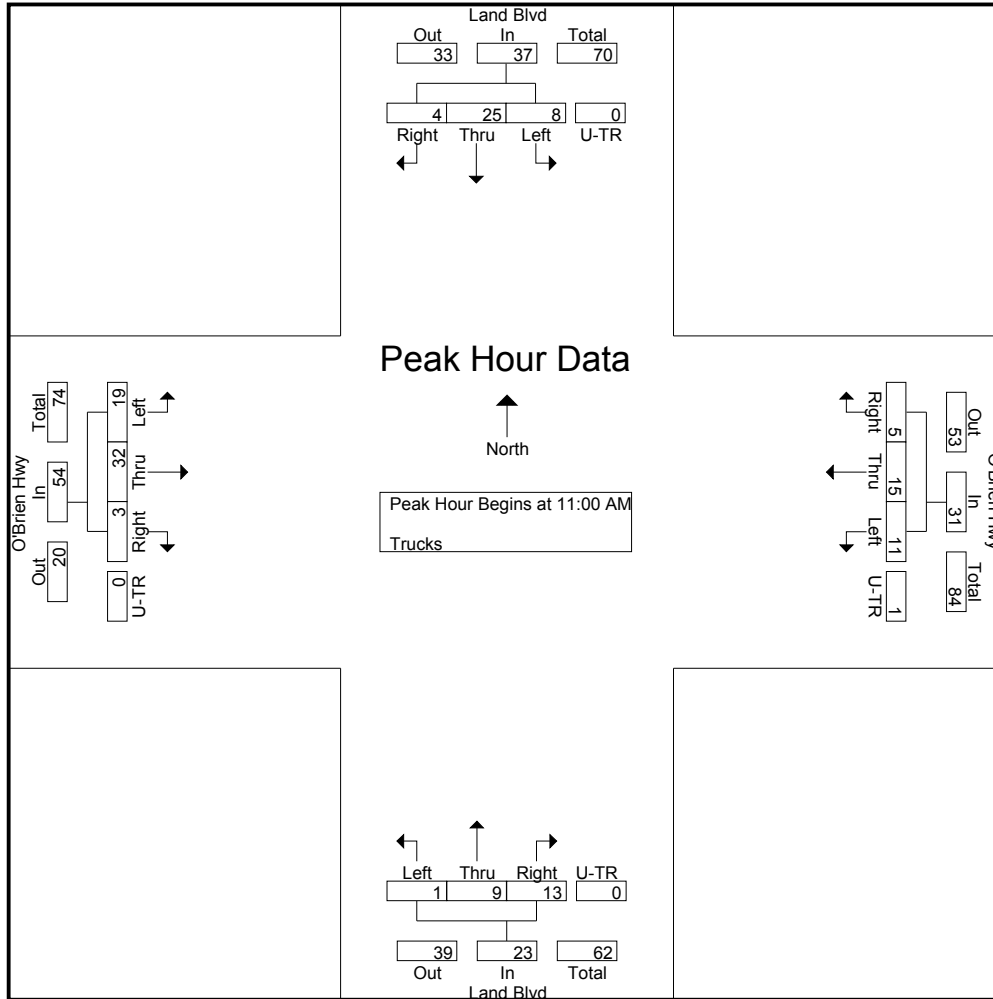 Land Blvd
Out In Total
33 37 70
4 25 8 0
Right Thru Left U-TR
Peak Hour Data
North
Peak Hour Begins at 11:00 AM
Trucks
O'Brien Hwy
Out In Total
20 54 74
19 32 3 0
Left Thru Right U-TR
O'Brien Hwy
Out In Total
53 31 84
5 15 11 1
Right Thru Left U-TR
Left Thru Right U-TR
1 9 13 0
39 23 62
Out In Total
Land Blvd